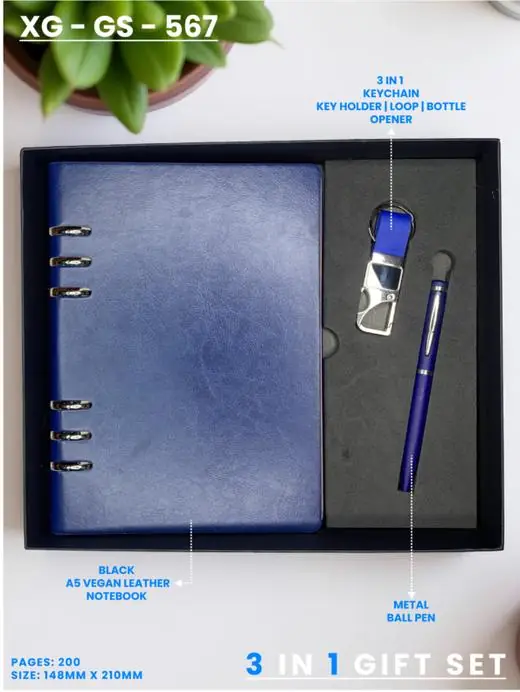 XG - GS - 567
3 IN 1
KEYCHAIN
KEY HOLDER | LOOP | BOTTLE
OPENER
BLACK
A5 VEGAN LEATHER
NOTEBOOK
METAL
BALL PEN
PAGES: 200
SIZE: 148MM X 210MM
3 IN 1 GIFT SET